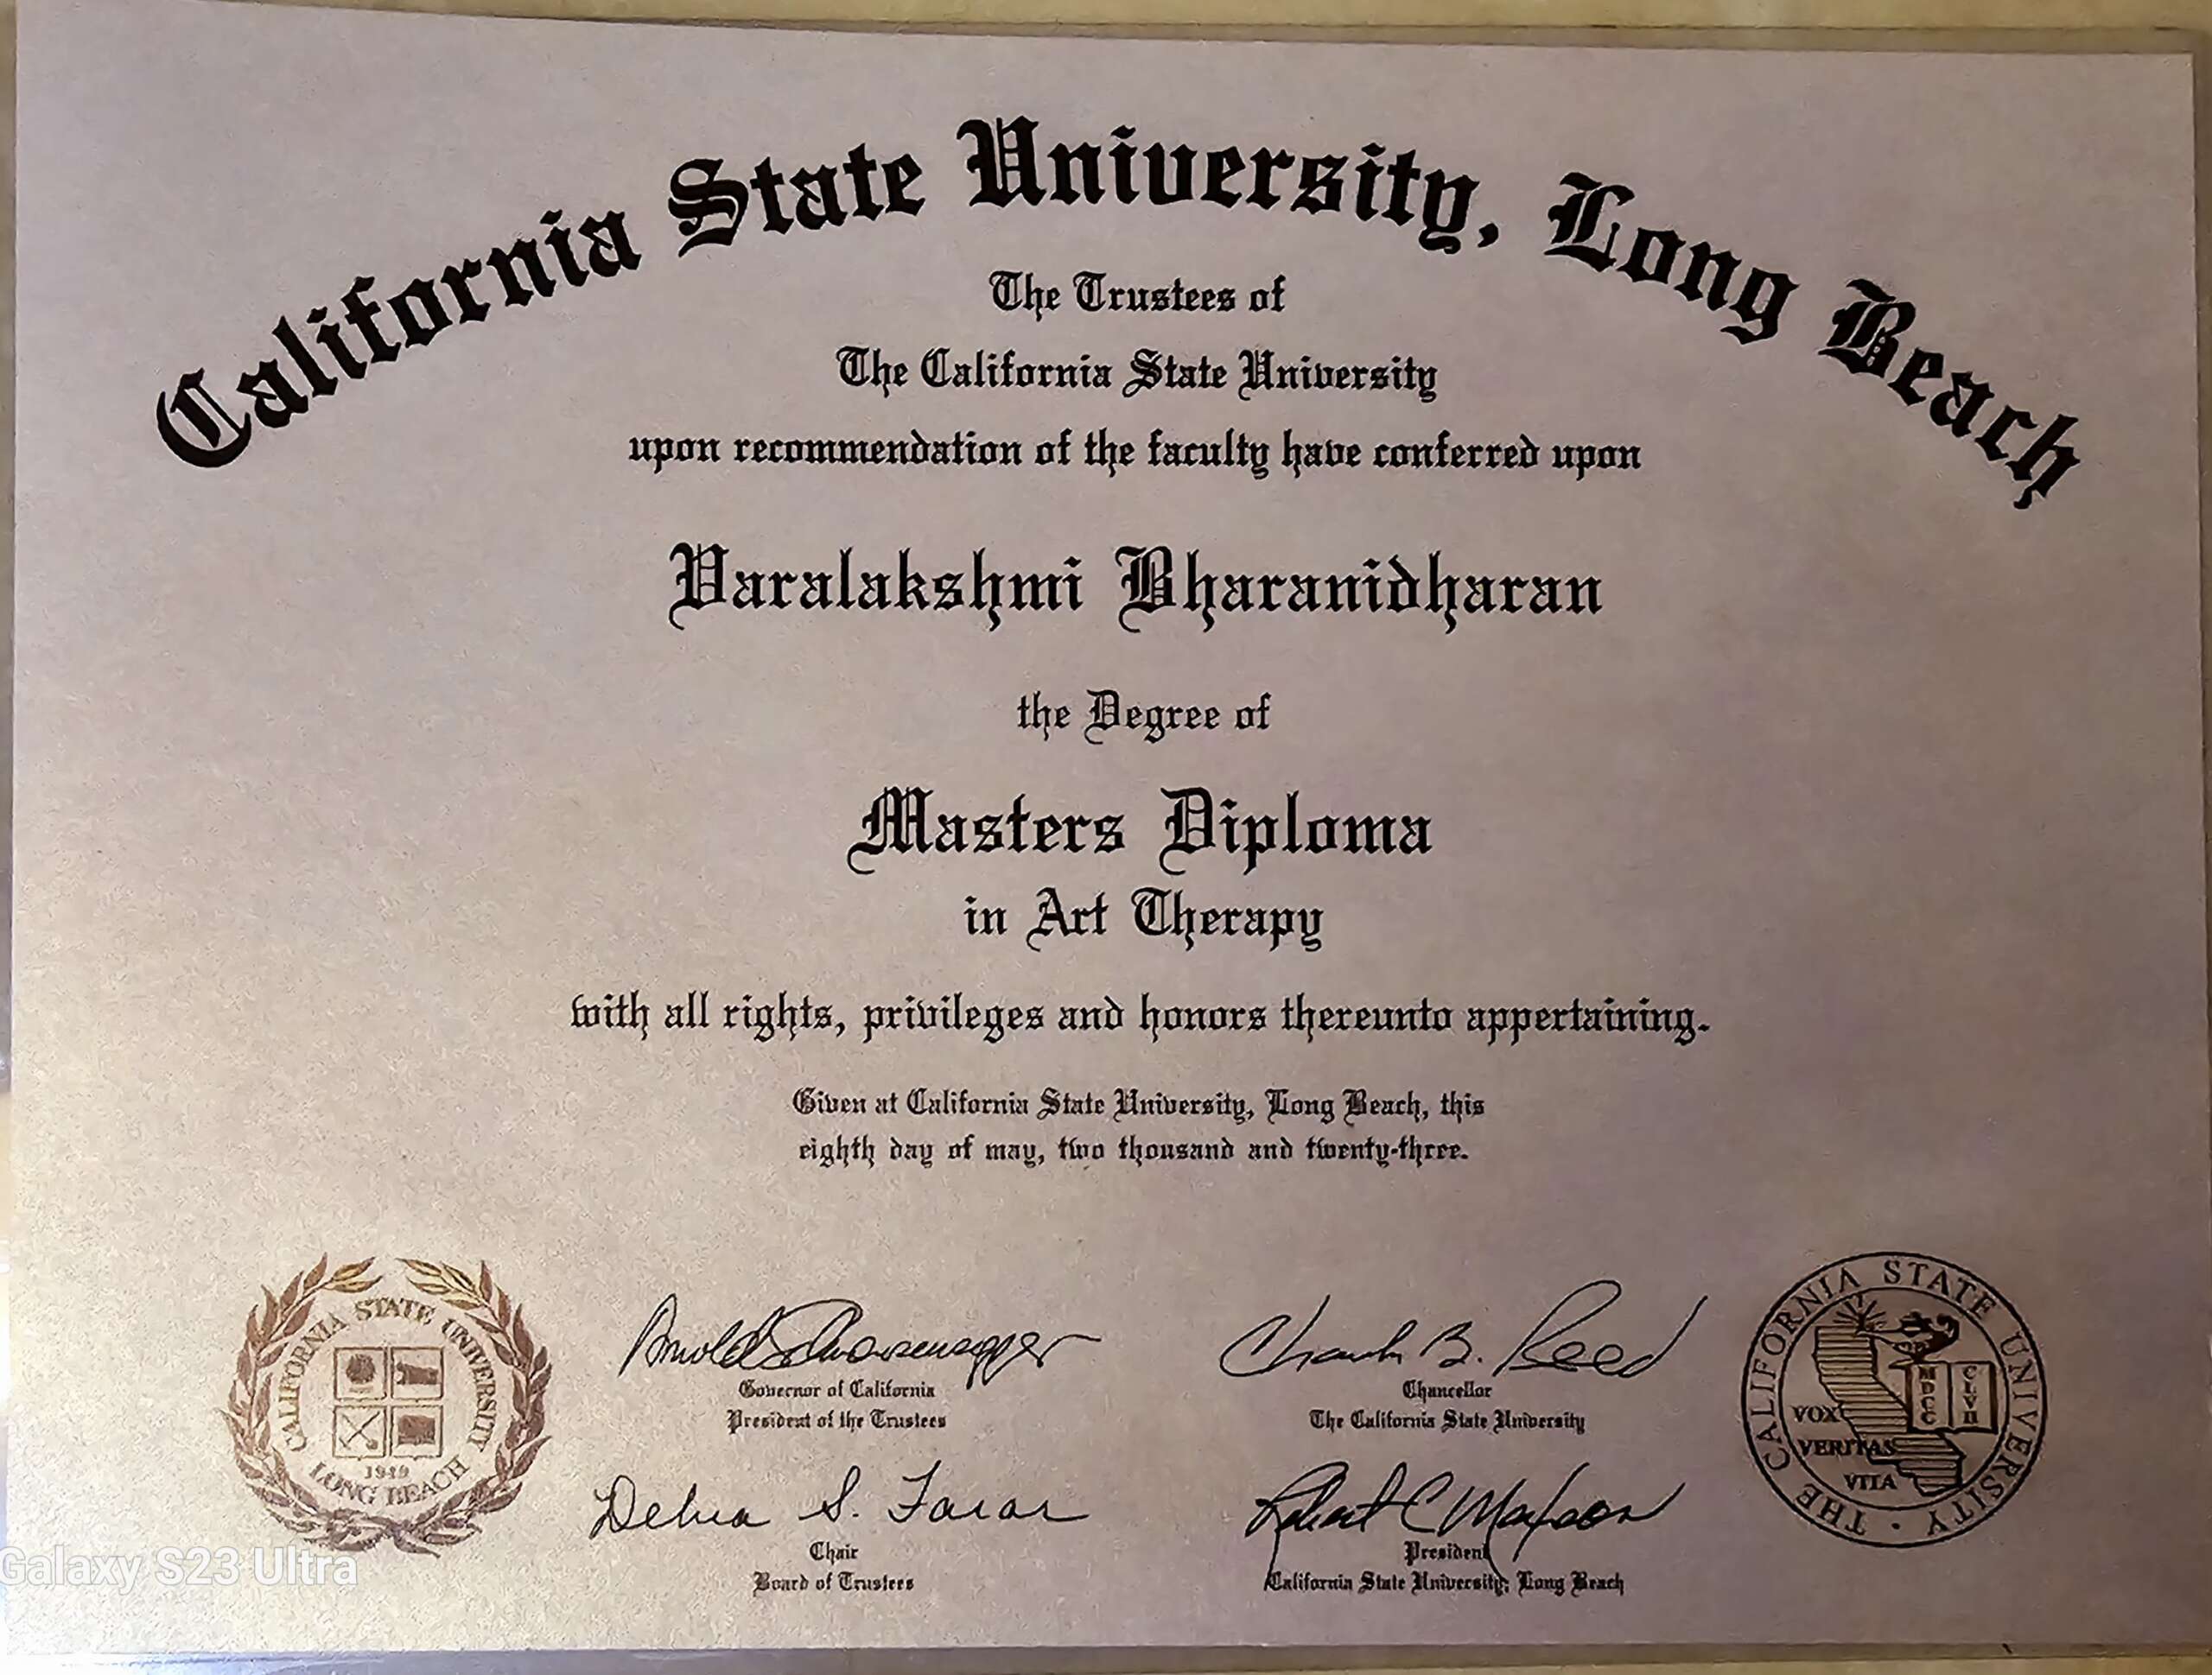 California State University, Long Beach
The Trustees of
The California State University
upon recommendation of the faculty have conferred upon
Varalakshmi Bharanidharan
the Degree of
Masters Diploma
in Art Therapy
with all rights, privileges and honors thereunto appertaining.
Given at California State University, Long Beach, this
eighth day of may, two thousand and twenty-three.
CALIFORNIA STATE UNIVERSITY
1949
LONG BEACH
Arnold Schwarzenegger
Governor of California
President of the Trustees
Charles B. Reed
Chancellor
The California State University
Debra S. Farar
Chair
Board of Trustees
Robert C Maxson
President
California State University, Long Beach
THE CALIFORNIA STATE UNIVERSITY
VOX
VERITAS
VITA
MDCCC
CLVII
Galaxy S23 Ultra